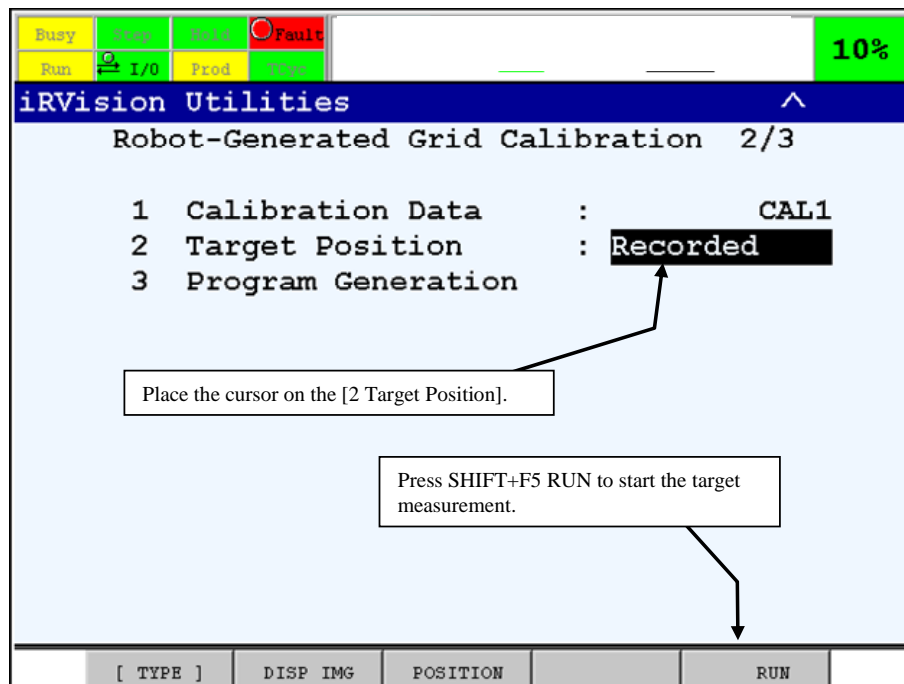 Busy Step Hold Fault
Run I/O Prod TCyc
10%
iRVision Utilities
Robot-Generated Grid Calibration 2/3
1 Calibration Data : CAL1
2 Target Position : Recorded
3 Program Generation
Place the cursor on the [2 Target Position].
Press SHIFT+F5 RUN to start the target
measurement.
[ TYPE ] DISP IMG POSITION RUN